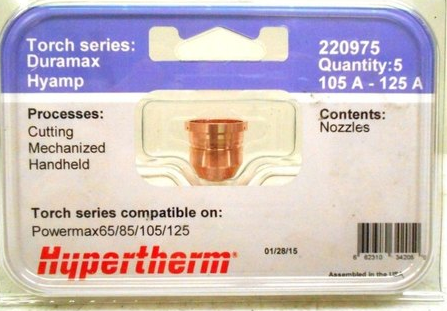 Torch series:
Duramax
Hyamp
220975
Quantity:5
105 A - 125 A
Processes:
Cutting
Mechanized
Handheld
Contents:
Nozzles
Torch series compatible on:
Powermax65/85/105/125
Hypertherm®
01/28/15
Assembled in the USA